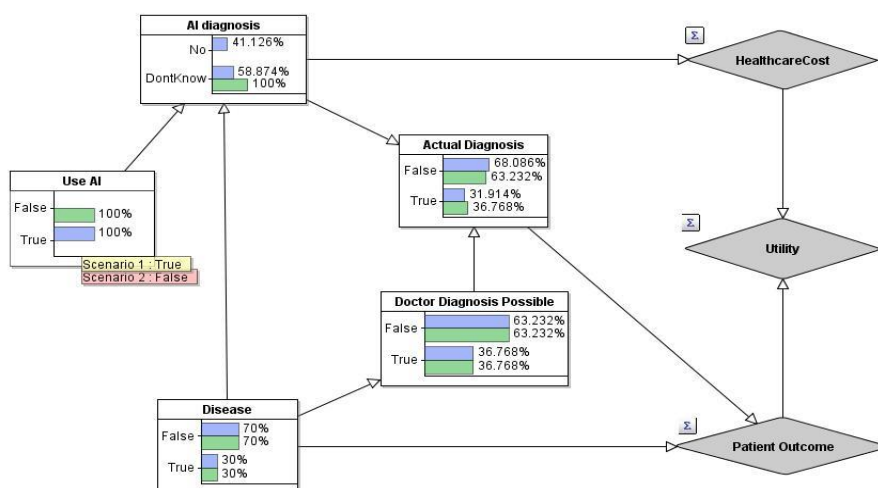 AI diagnosis
No 41.126%
DontKnow 58.874%
100%
Σ
HealthcareCost
Actual Diagnosis
False 68.086%
63.232%
True 31.914%
36.768%
Use AI
False 100%
True 100%
Scenario 1 : True
Scenario 2 : False
Σ
Utility
Doctor Diagnosis Possible
False 63.232%
63.232%
True 36.768%
36.768%
Disease
False 70%
70%
True 30%
30%
Σ
Patient Outcome